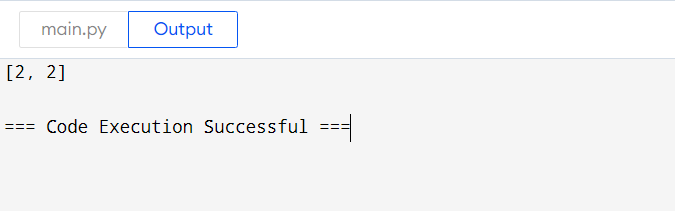 main.py Output
[2, 2]
=== Code Execution Successful ===